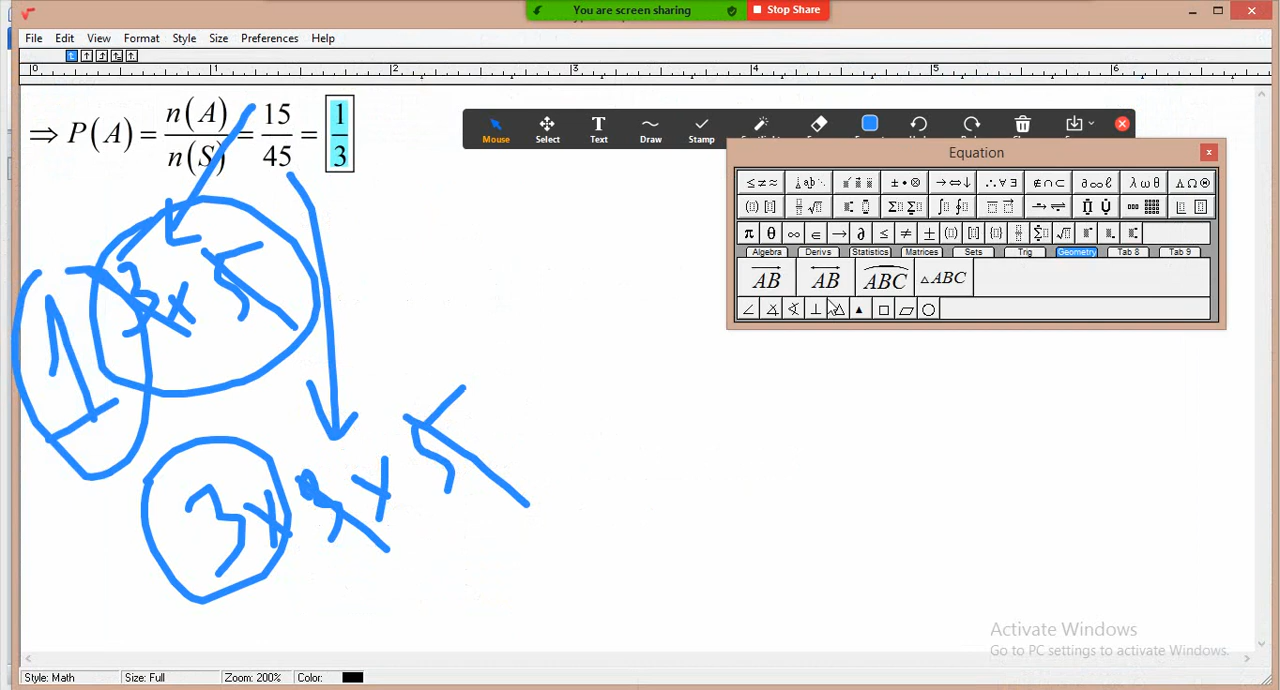 You are screen sharing Stop Share
File Edit View Format Style Size Preferences Help
0 1 2 3 4 5 6
⇒ P(A) = n(A)/n(S) = 15/45 = 1/3
Mouse Select Text Draw Stamp
Equation
Algebra Derivs Statistics Matrices Sets Trig Geometry Tab 8 Tab 9
AB AB ABC △ABC
3 x 5
1
3 x 3 x 5
Activate Windows
Go to PC settings to activate Windows.
Style: Math Size: Full Zoom: 200% Color: